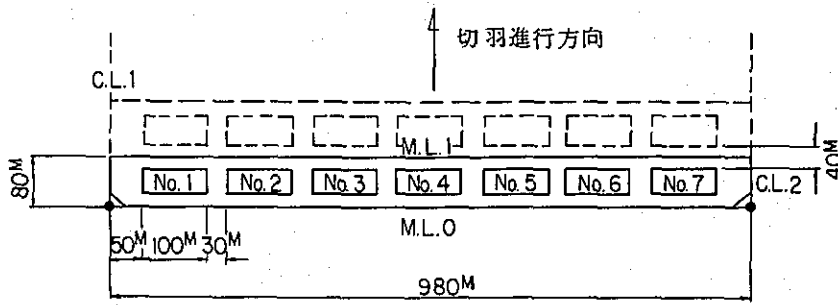 切羽進行方向
C.L.1
M.L.1
40M
80M
No.1 No.2 No.3 No.4 No.5 No.6 No.7
C.L.2
M.L.0
50M 100M 30M
980M